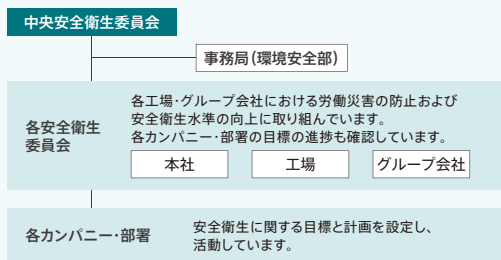 中央安全衛生委員会
事務局(環境安全部)
各安全衛生
委員会
各工場・グループ会社における労働災害の防止および
安全衛生水準の向上に取り組んでいます。
各カンパニー・部署の目標の進捗も確認しています。
本社
工場
グループ会社
各カンパニー・部署
安全衛生に関する目標と計画を設定し、
活動しています。